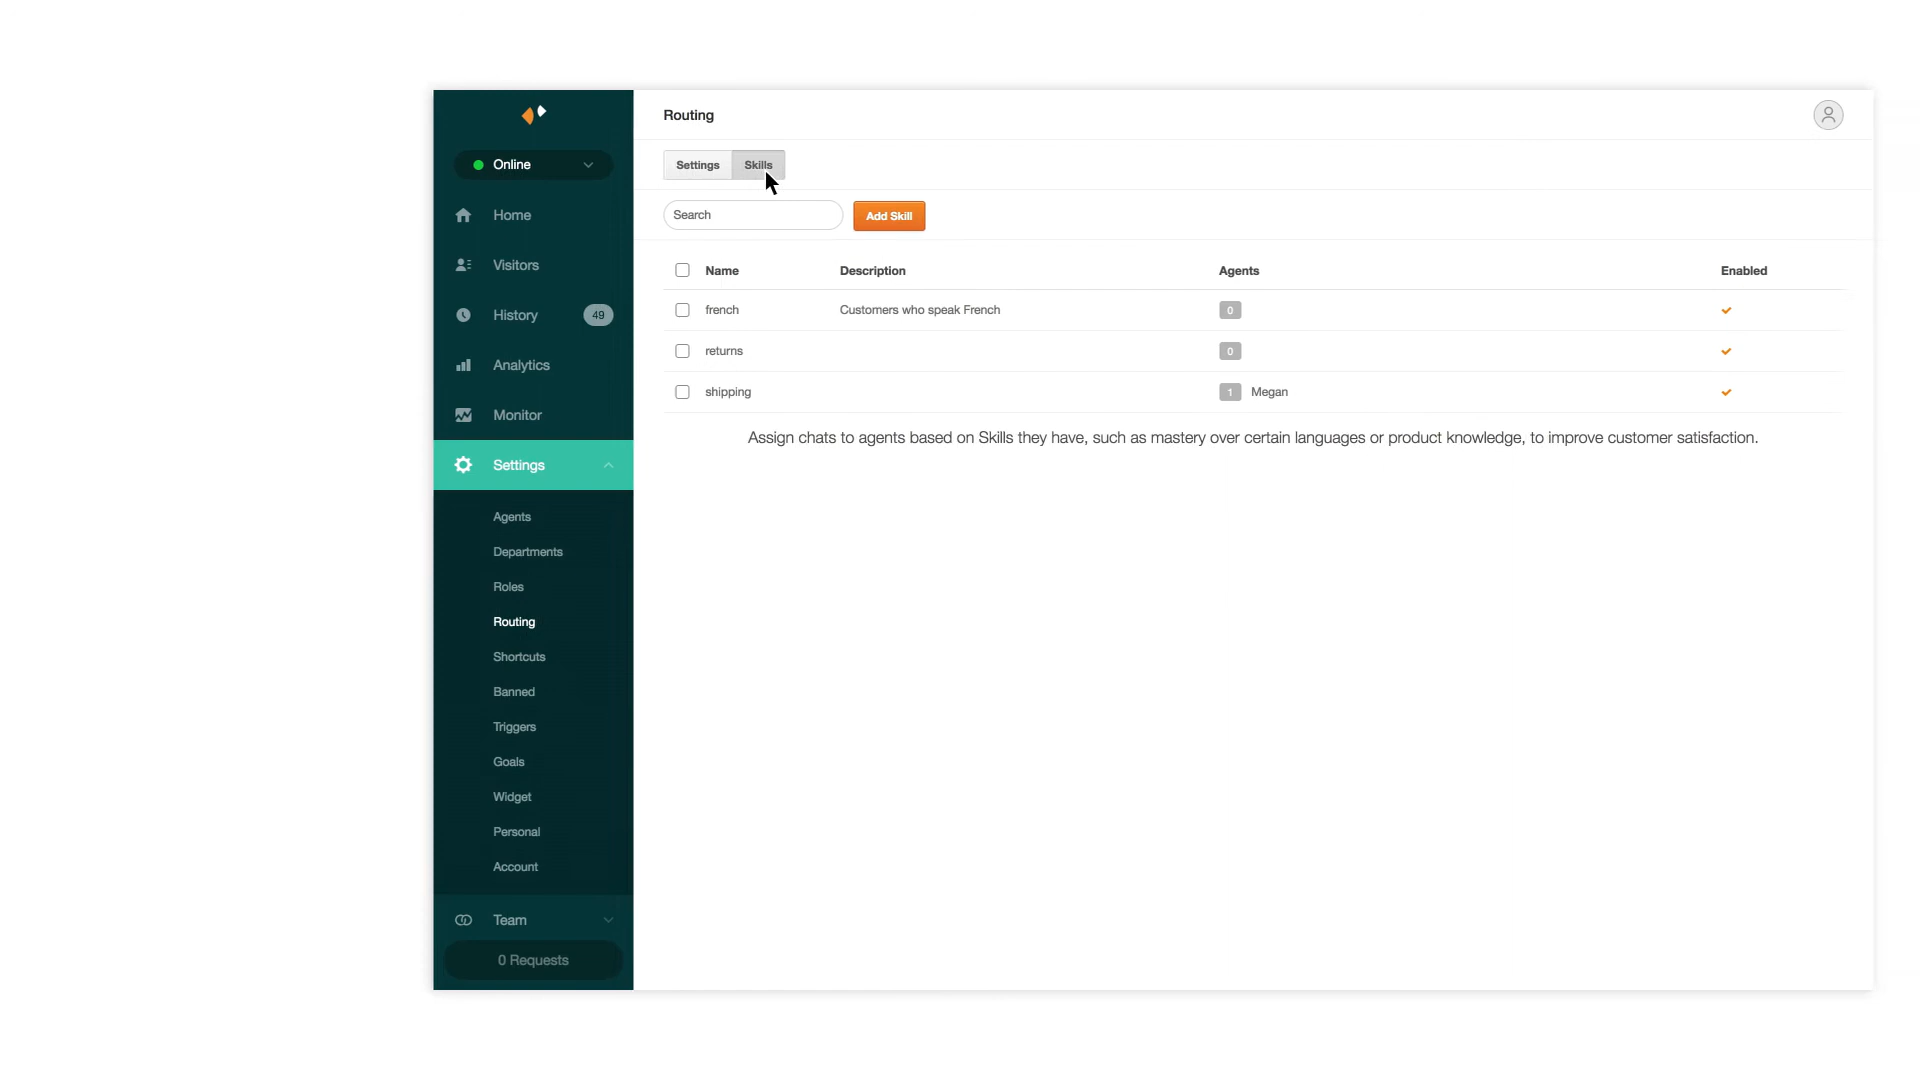 Routing
Online
Settings Skills
Home
Search Add Skill
Visitors
Name Description Agents Enabled
History 49
french Customers who speak French 0
returns 0
Analytics
shipping 1 Megan
Monitor
Assign chats to agents based on Skills they have, such as mastery over certain languages or product knowledge, to improve customer satisfaction.
Settings
Agents
Departments
Roles
Routing
Shortcuts
Banned
Triggers
Goals
Widget
Personal
Account
Team
0 Requests